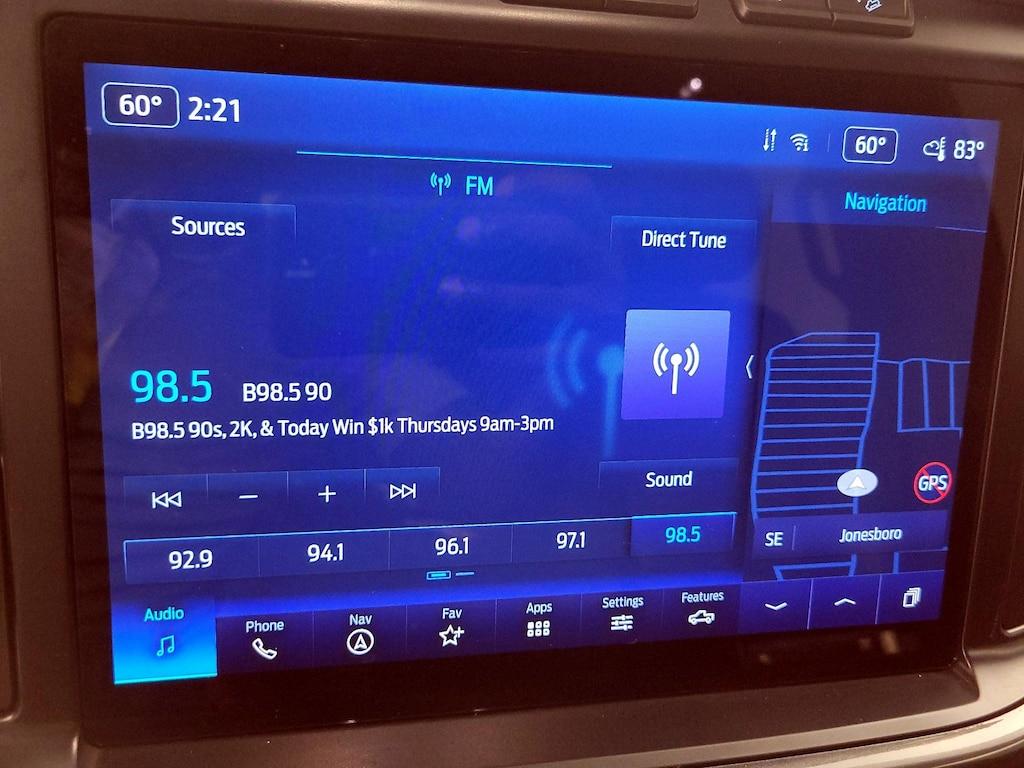 60° 2:21
60° 83°
FM
Navigation
Sources
Direct Tune
98.5 B98.5 90
B98.5 90s, 2K, & Today Win $1k Thursdays 9am-3pm
Sound
GPS
92.9 94.1 96.1 97.1 98.5
SE Jonesboro
Audio Phone Nav Fav Apps Settings Features